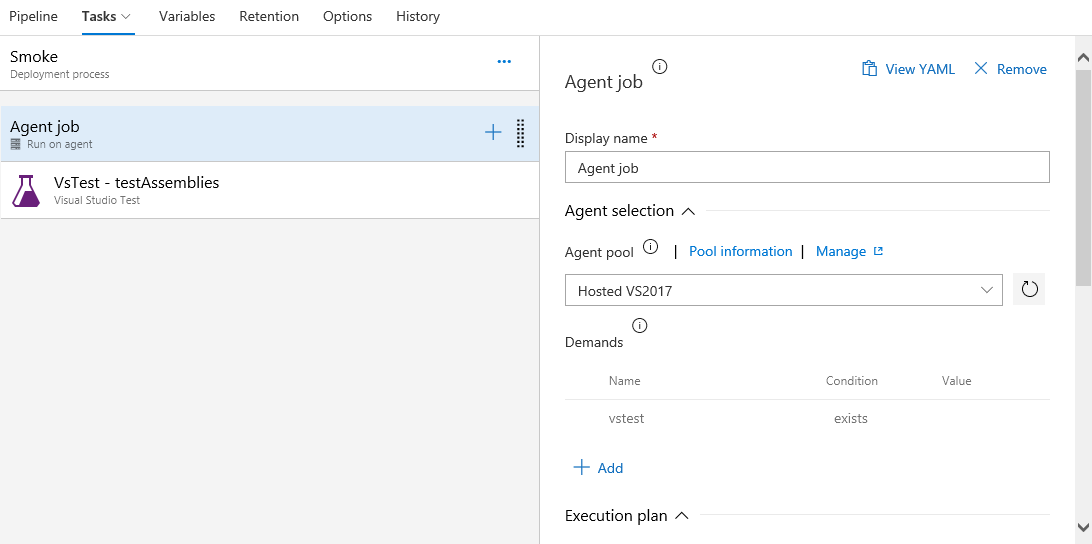 Pipeline Tasks Variables Retention Options History
Smoke
Deployment process
Agent job
Run on agent
VsTest - testAssemblies
Visual Studio Test
Agent job
View YAML
Remove
Display name *
Agent job
Agent selection
Agent pool | Pool information | Manage
Hosted VS2017
Demands
Name Condition Value
vstest exists
Add
Execution plan